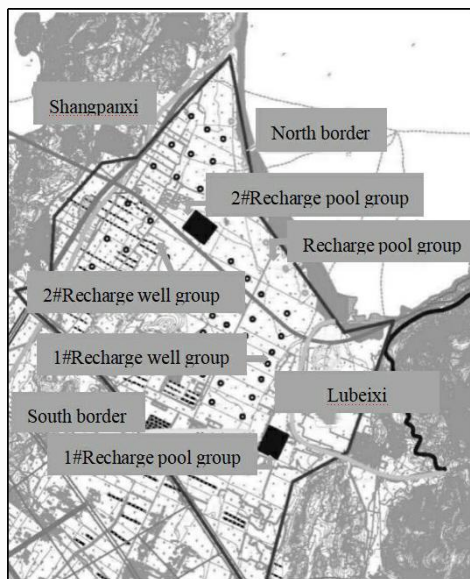 Shangpanxi
North border
2#Recharge pool group
Recharge pool group
2#Recharge well group
1#Recharge well group
Lubeixi
South border
1#Recharge pool group